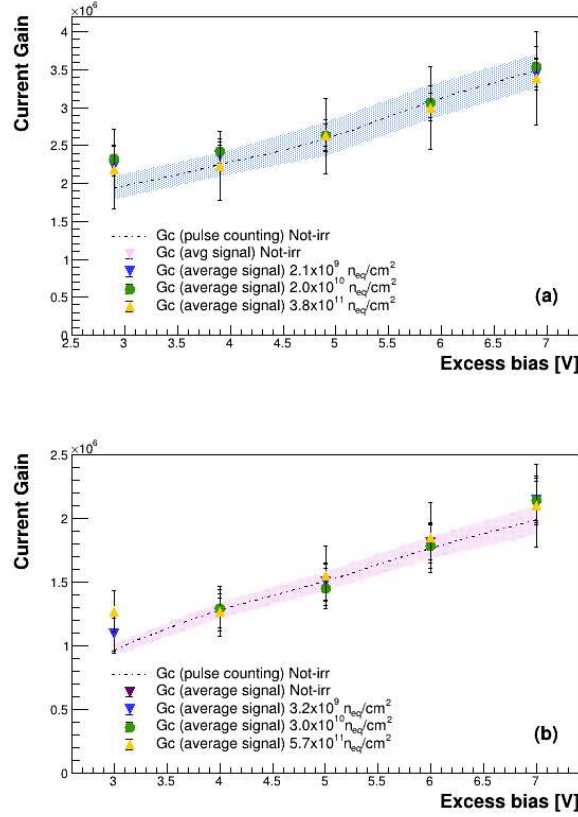 ×10⁶
Current Gain
4
3.5
3
2.5
2
1.5
1
0.5
0
Gc (pulse counting) Not-irr
Gc (avg signal) Not-irr
Gc (average signal) 2.1x10⁹ n_eq/cm²
Gc (average signal) 2.0x10¹⁰ n_eq/cm²
Gc (average signal) 3.8x10¹¹ n_eq/cm²
(a)
2.5 3 3.5 4 4.5 5 5.5 6 6.5 7
Excess bias [V]
×10⁶
Current Gain
2.5
2
1.5
1
0.5
0
Gc (pulse counting) Not-irr
Gc (average signal) Not-irr
Gc (average signal) 3.2x10⁹ n_eq/cm²
Gc (average signal) 3.0x10¹⁰ n_eq/cm²
Gc (average signal) 5.7x10¹¹ n_eq/cm²
(b)
3 3.5 4 4.5 5 5.5 6 6.5 7
Excess bias [V]